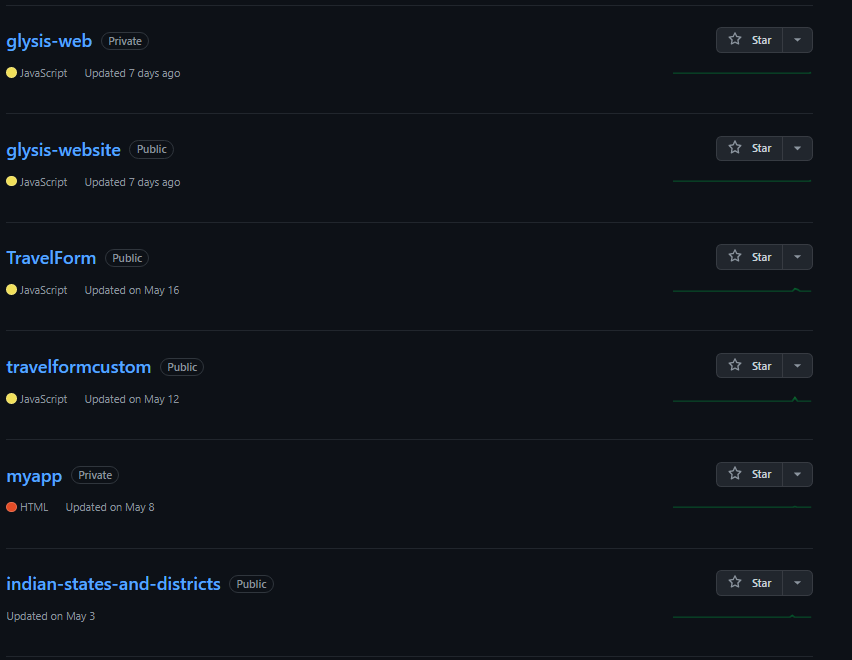 glysis-web Private Star
JavaScript Updated 7 days ago
glysis-website Public Star
JavaScript Updated 7 days ago
TravelForm Public Star
JavaScript Updated on May 16
travelformcustom Public Star
JavaScript Updated on May 12
myapp Private Star
HTML Updated on May 8
indian-states-and-districts Public Star
Updated on May 3